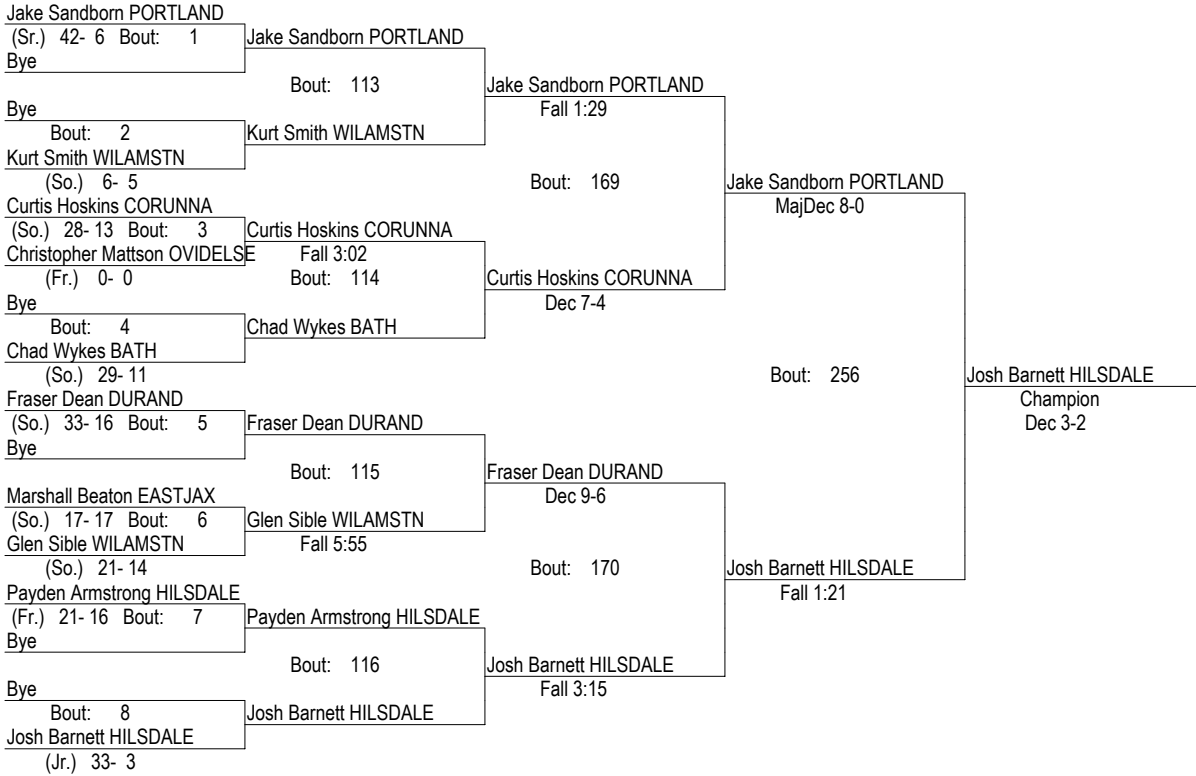 Jake Sandborn PORTLAND
(Sr.) 42- 6 Bout: 1
Bye
Bye
Bout: 2
Kurt Smith WILAMSTN
(So.) 6- 5
Curtis Hoskins CORUNNA
(So.) 28- 13 Bout: 3
Christopher Mattson OVIDELSE
(Fr.) 0- 0
Bye
Bout: 4
Chad Wykes BATH
(So.) 29- 11
Fraser Dean DURAND
(So.) 33- 16 Bout: 5
Bye
Marshall Beaton EASTJAX
(So.) 17- 17 Bout: 6
Glen Sible WILAMSTN
(So.) 21- 14
Payden Armstrong HILSDALE
(Fr.) 21- 16 Bout: 7
Bye
Bye
Bout: 8
Josh Barnett HILSDALE
(Jr.) 33- 3
Jake Sandborn PORTLAND
Bout: 113
Kurt Smith WILAMSTN
Curtis Hoskins CORUNNA
Fall 3:02
Bout: 114
Chad Wykes BATH
Fraser Dean DURAND
Bout: 115
Glen Sible WILAMSTN
Fall 5:55
Payden Armstrong HILSDALE
Bout: 116
Josh Barnett HILSDALE
Jake Sandborn PORTLAND
Fall 1:29
Bout: 169
Curtis Hoskins CORUNNA
Dec 7-4
Fraser Dean DURAND
Dec 9-6
Bout: 170
Josh Barnett HILSDALE
Fall 3:15
Jake Sandborn PORTLAND
MajDec 8-0
Bout: 256
Josh Barnett HILSDALE
Fall 1:21
Josh Barnett HILSDALE
Champion
Dec 3-2